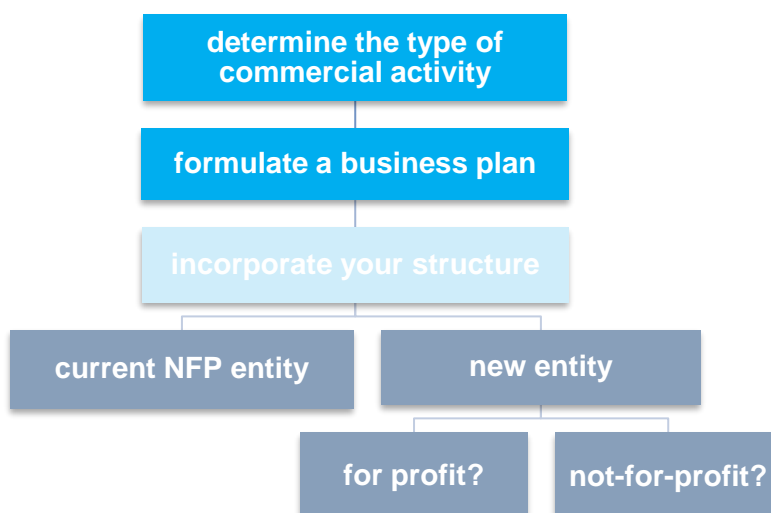 determine the type of
commercial activity
formulate a business plan
incorporate your structure
current NFP entity
new entity
for profit?
not-for-profit?